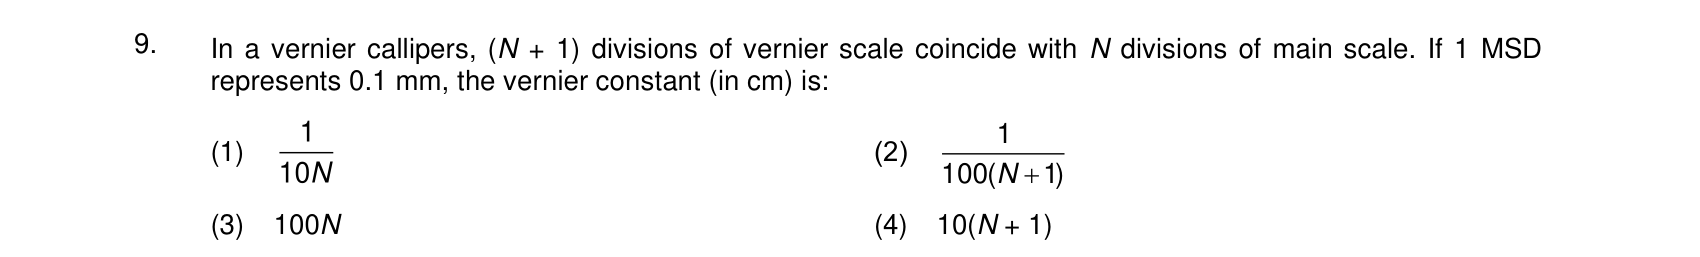 9. In a vernier callipers, (N + 1) divisions of vernier scale coincide with N divisions of main scale. If 1 MSD
represents 0.1 mm, the vernier constant (in cm) is:
(1) 1/10N (2) 1/100(N+1)
(3) 100N (4) 10(N + 1)